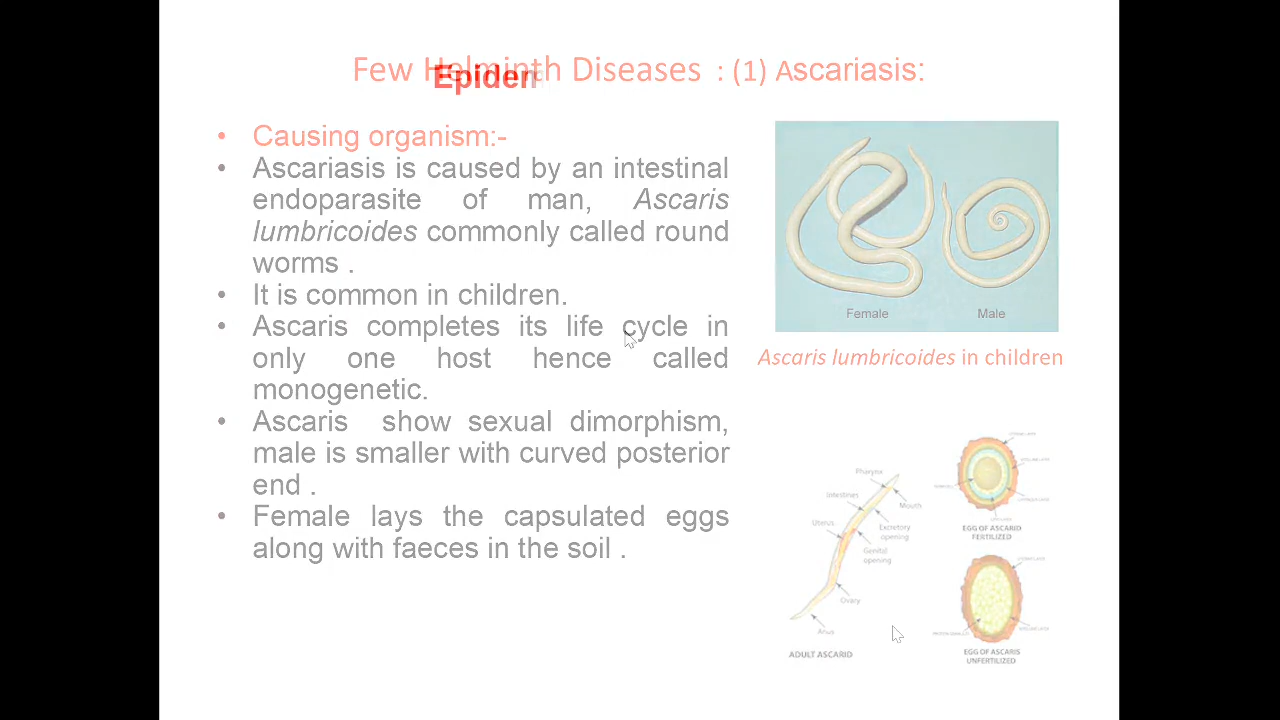 Few Helminth Diseases : (1) Ascariasis:
Epidem
• Causing organism:-
• Ascariasis is caused by an intestinal
endoparasite of man, Ascaris
lumbricoides commonly called round
worms .
• It is common in children.
• Ascaris completes its life cycle in
only one host hence called
monogenetic.
• Ascaris show sexual dimorphism,
male is smaller with curved posterior
end .
• Female lays the capsulated eggs
along with faeces in the soil .
Female Male
Ascaris lumbricoides in children
Pharynx
Mouth
Intestines
Excretory
opening
Uterus
Genital
opening
Ovary
Anus
ADULT ASCARID
EGG OF ASCARID
FERTILIZED
EGG OF ASCARIS
UNFERTILIZED